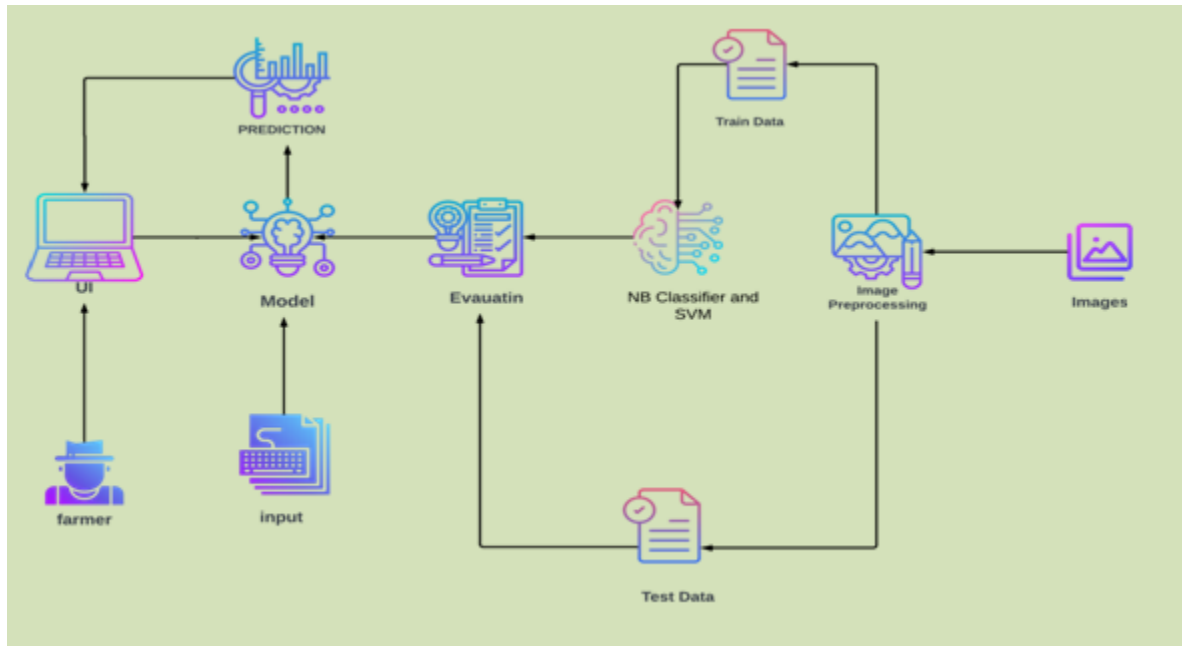 PREDICTION
Train Data
UI
Model
Evauatin
NB Classifier and
SVM
Image
Preprocessing
Images
farmer
input
Test Data